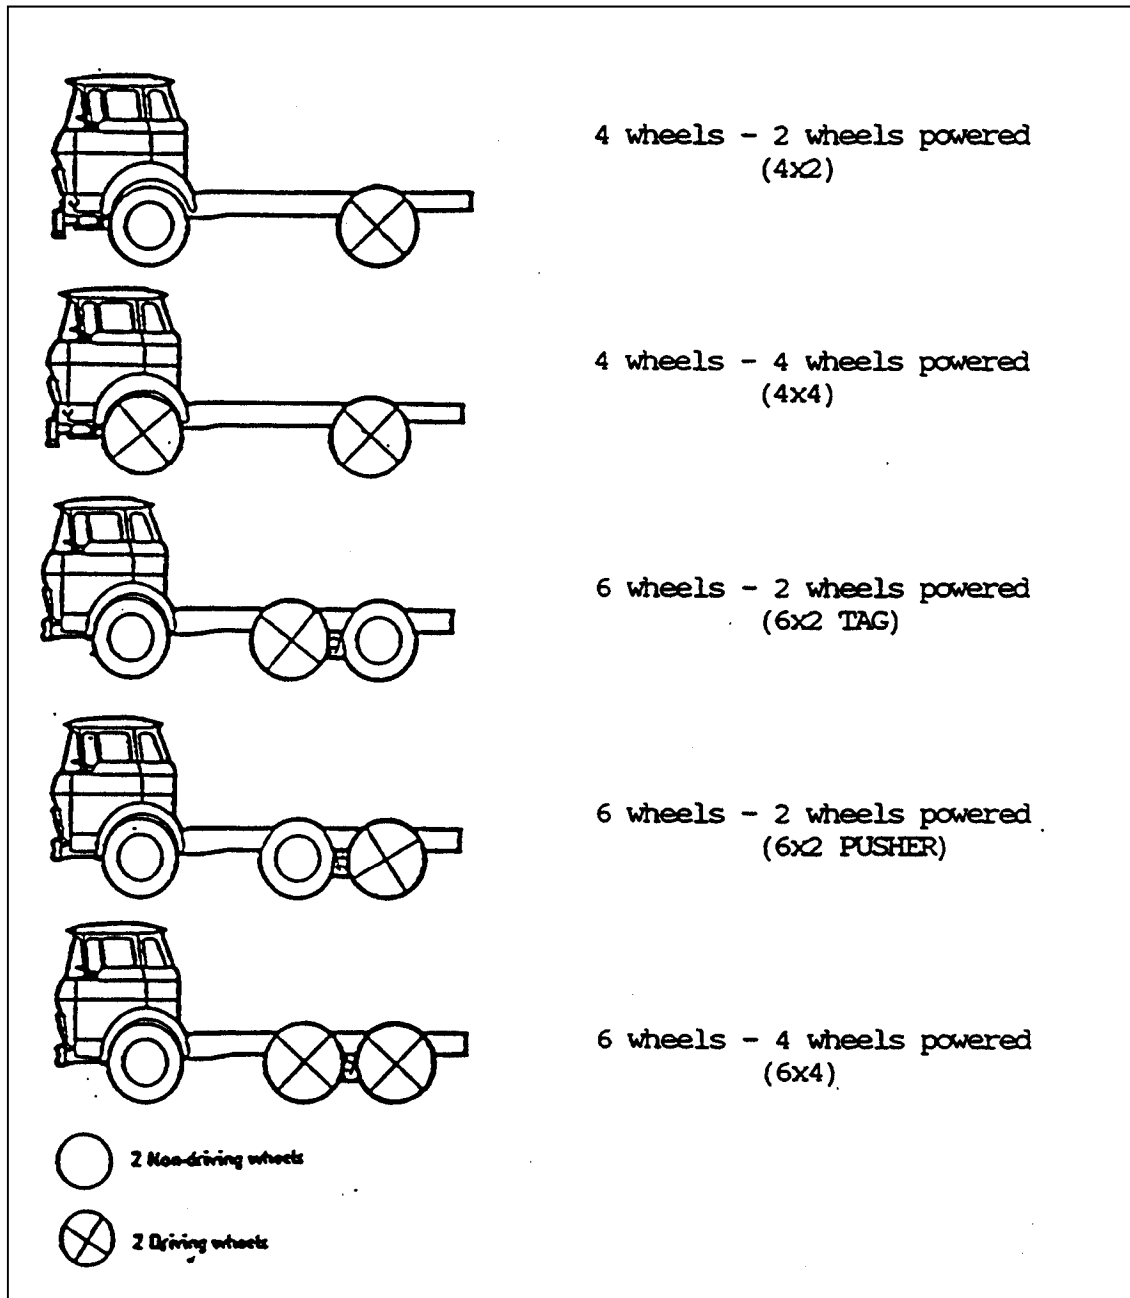 4 wheels - 2 wheels powered
(4x2)
4 wheels - 4 wheels powered
(4x4)
6 wheels - 2 wheels powered
(6x2 TAG)
6 wheels - 2 wheels powered
(6x2 PUSHER)
6 wheels - 4 wheels powered
(6x4)
2 Non-driving wheels
2 Driving wheels